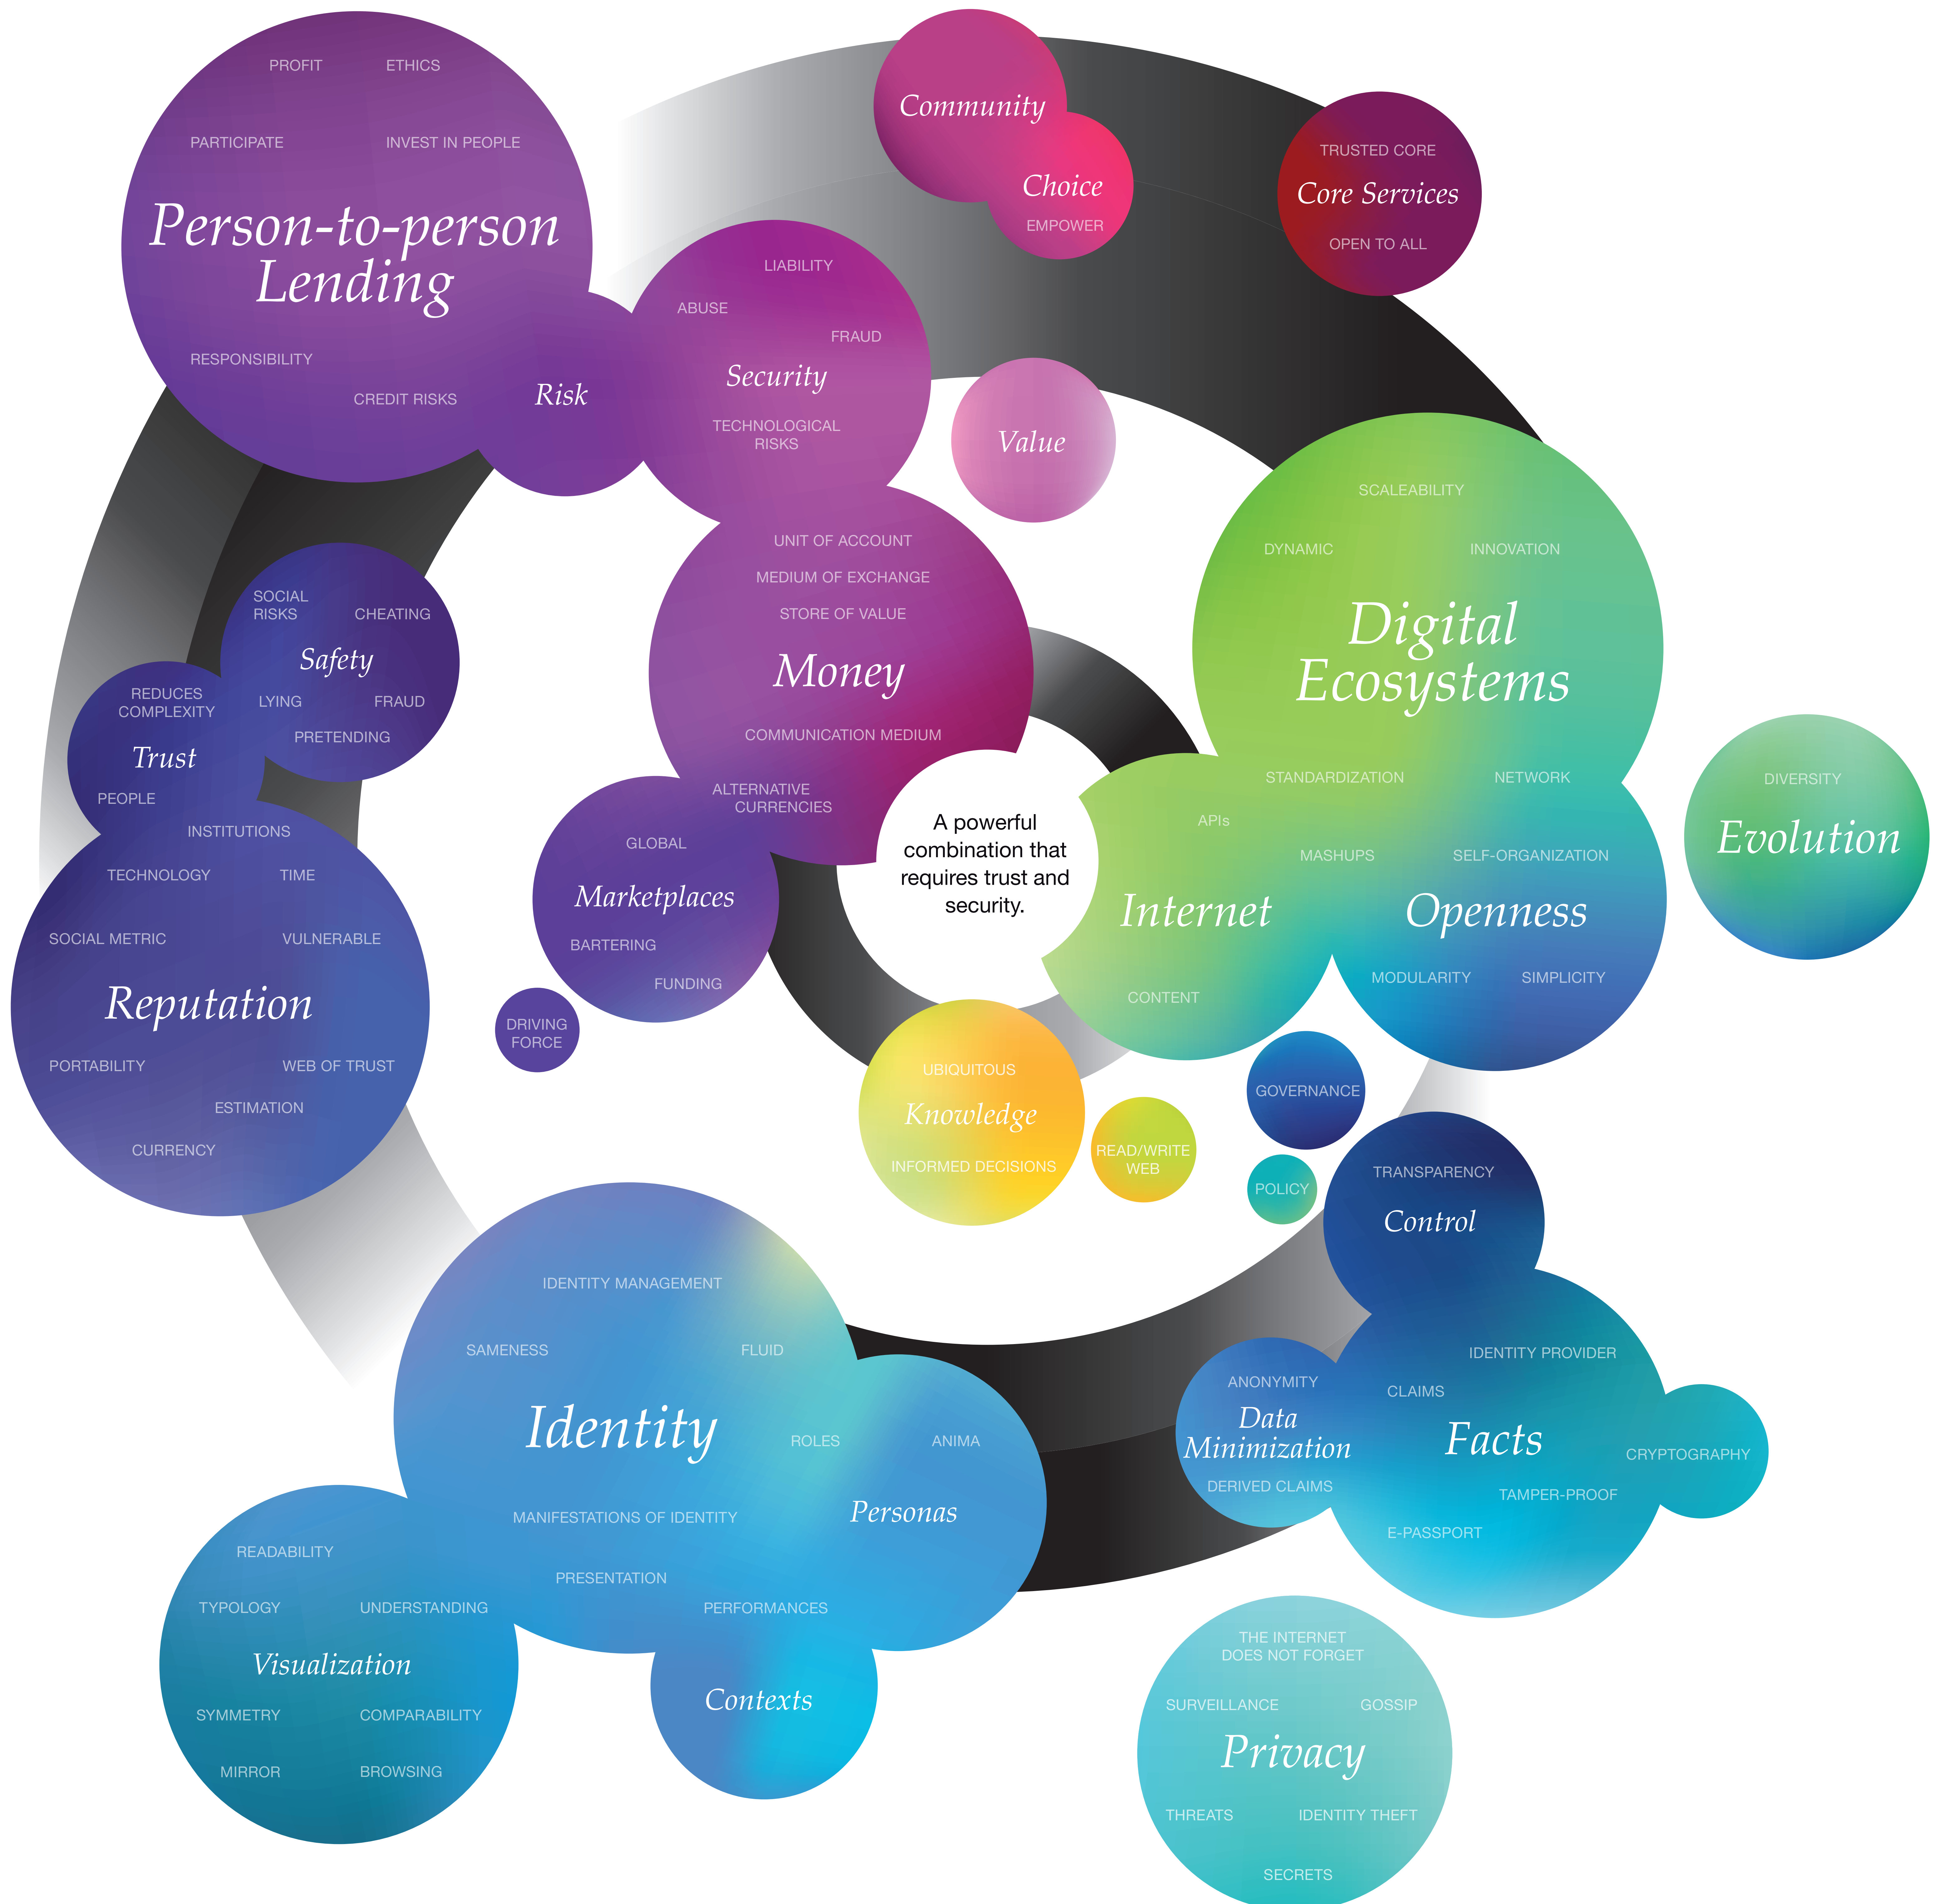 PROFIT
ETHICS
PARTICIPATE
INVEST IN PEOPLE
Person-to-person
Lending
RESPONSIBILITY
CREDIT RISKS
Risk
LIABILITY
ABUSE
FRAUD
Security
TECHNOLOGICAL
RISKS
Community
Choice
EMPOWER
TRUSTED CORE
Core Services
OPEN TO ALL
Value
UNIT OF ACCOUNT
MEDIUM OF EXCHANGE
STORE OF VALUE
Money
COMMUNICATION MEDIUM
ALTERNATIVE
CURRENCIES
SCALEABILITY
DYNAMIC
INNOVATION
Digital
Ecosystems
STANDARDIZATION
NETWORK
DIVERSITY
Evolution
SOCIAL
RISKS
CHEATING
Safety
LYING
FRAUD
PRETENDING
REDUCES
COMPLEXITY
Trust
PEOPLE
INSTITUTIONS
TECHNOLOGY
TIME
SOCIAL METRIC
VULNERABLE
Reputation
PORTABILITY
WEB OF TRUST
ESTIMATION
CURRENCY
GLOBAL
Marketplaces
BARTERING
FUNDING
DRIVING
FORCE
A powerful
combination that
requires trust and
security.
APIs
MASHUPS
Internet
CONTENT
SELF-ORGANIZATION
Openness
MODULARITY
SIMPLICITY
UBIQUITOUS
Knowledge
INFORMED DECISIONS
READ/WRITE
WEB
GOVERNANCE
POLICY
TRANSPARENCY
Control
IDENTITY PROVIDER
CLAIMS
Facts
CRYPTOGRAPHY
TAMPER-PROOF
E-PASSPORT
ANONYMITY
Data
Minimization
DERIVED CLAIMS
IDENTITY MANAGEMENT
SAMENESS
FLUID
Identity
ROLES
ANIMA
MANIFESTATIONS OF IDENTITY
Personas
PRESENTATION
PERFORMANCES
Contexts
READABILITY
TYPOLOGY
UNDERSTANDING
Visualization
SYMMETRY
COMPARABILITY
MIRROR
BROWSING
THE INTERNET
DOES NOT FORGET
SURVEILLANCE
GOSSIP
Privacy
THREATS
IDENTITY THEFT
SECRETS